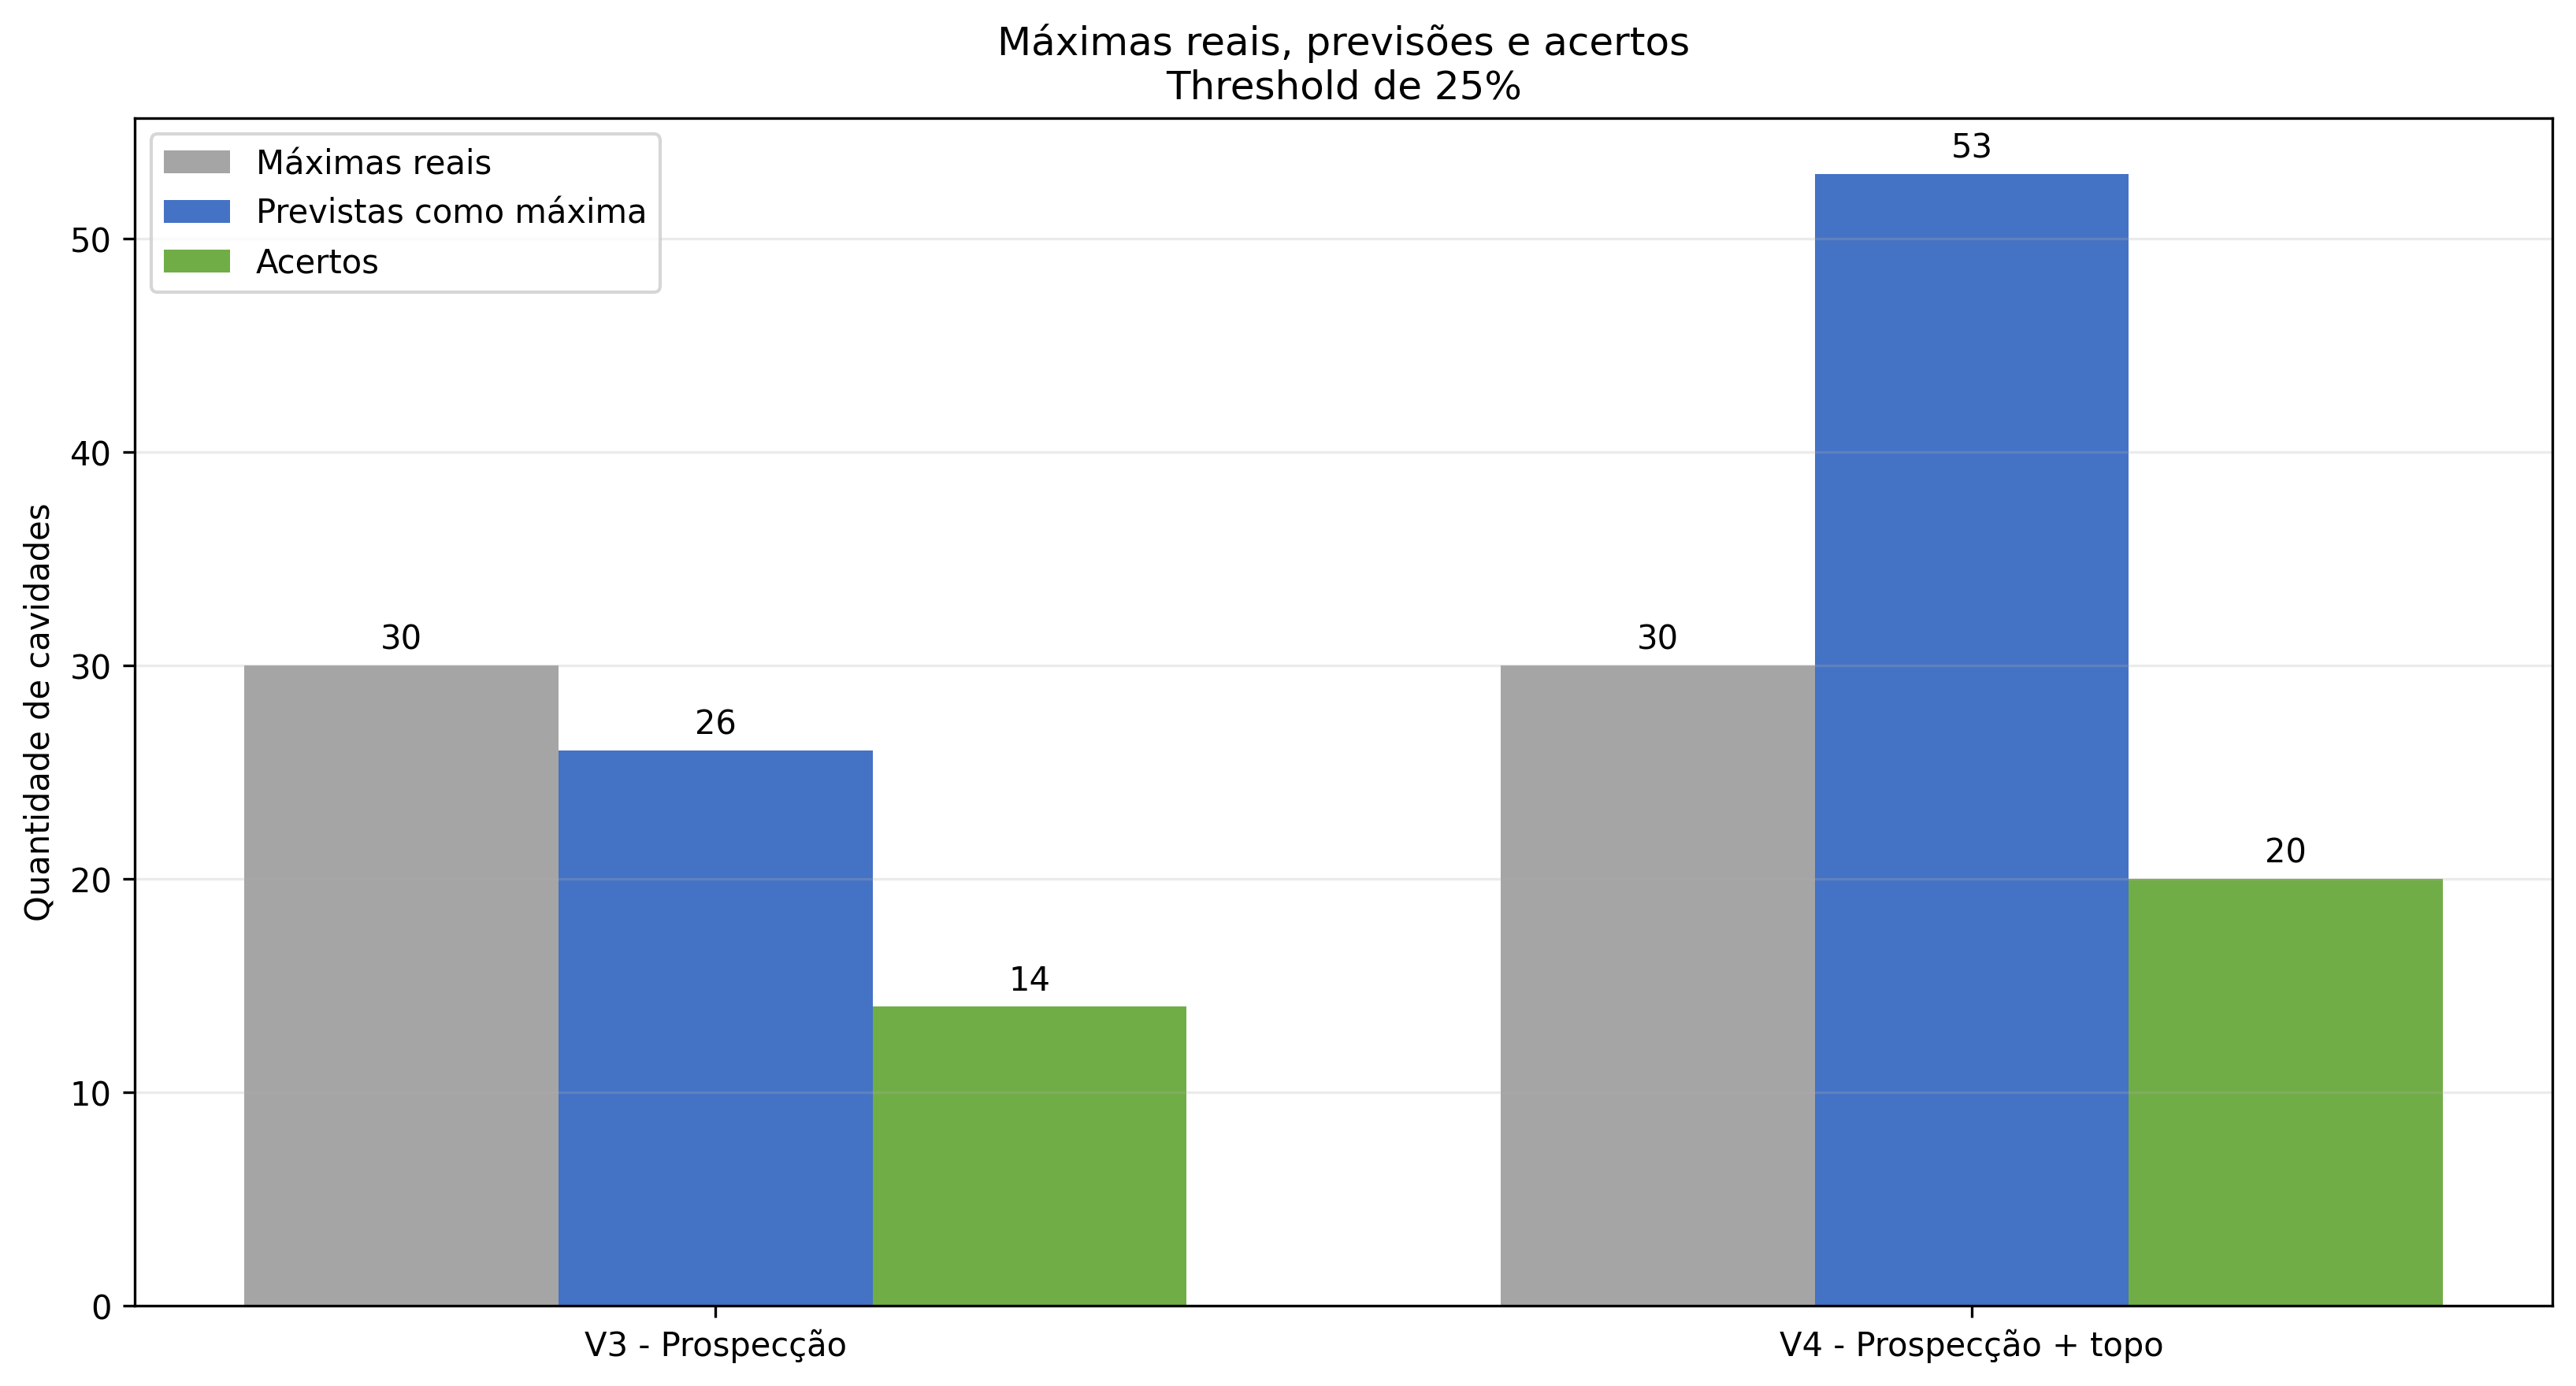 Máximas reais, previsões e acertos
Threshold de 25%
Máximas reais
Previstas como máxima
Acertos
Quantidade de cavidades
50
40
30
20
10
0
30
26
14
30
53
20
V3 - Prospecção
V4 - Prospecção + topo